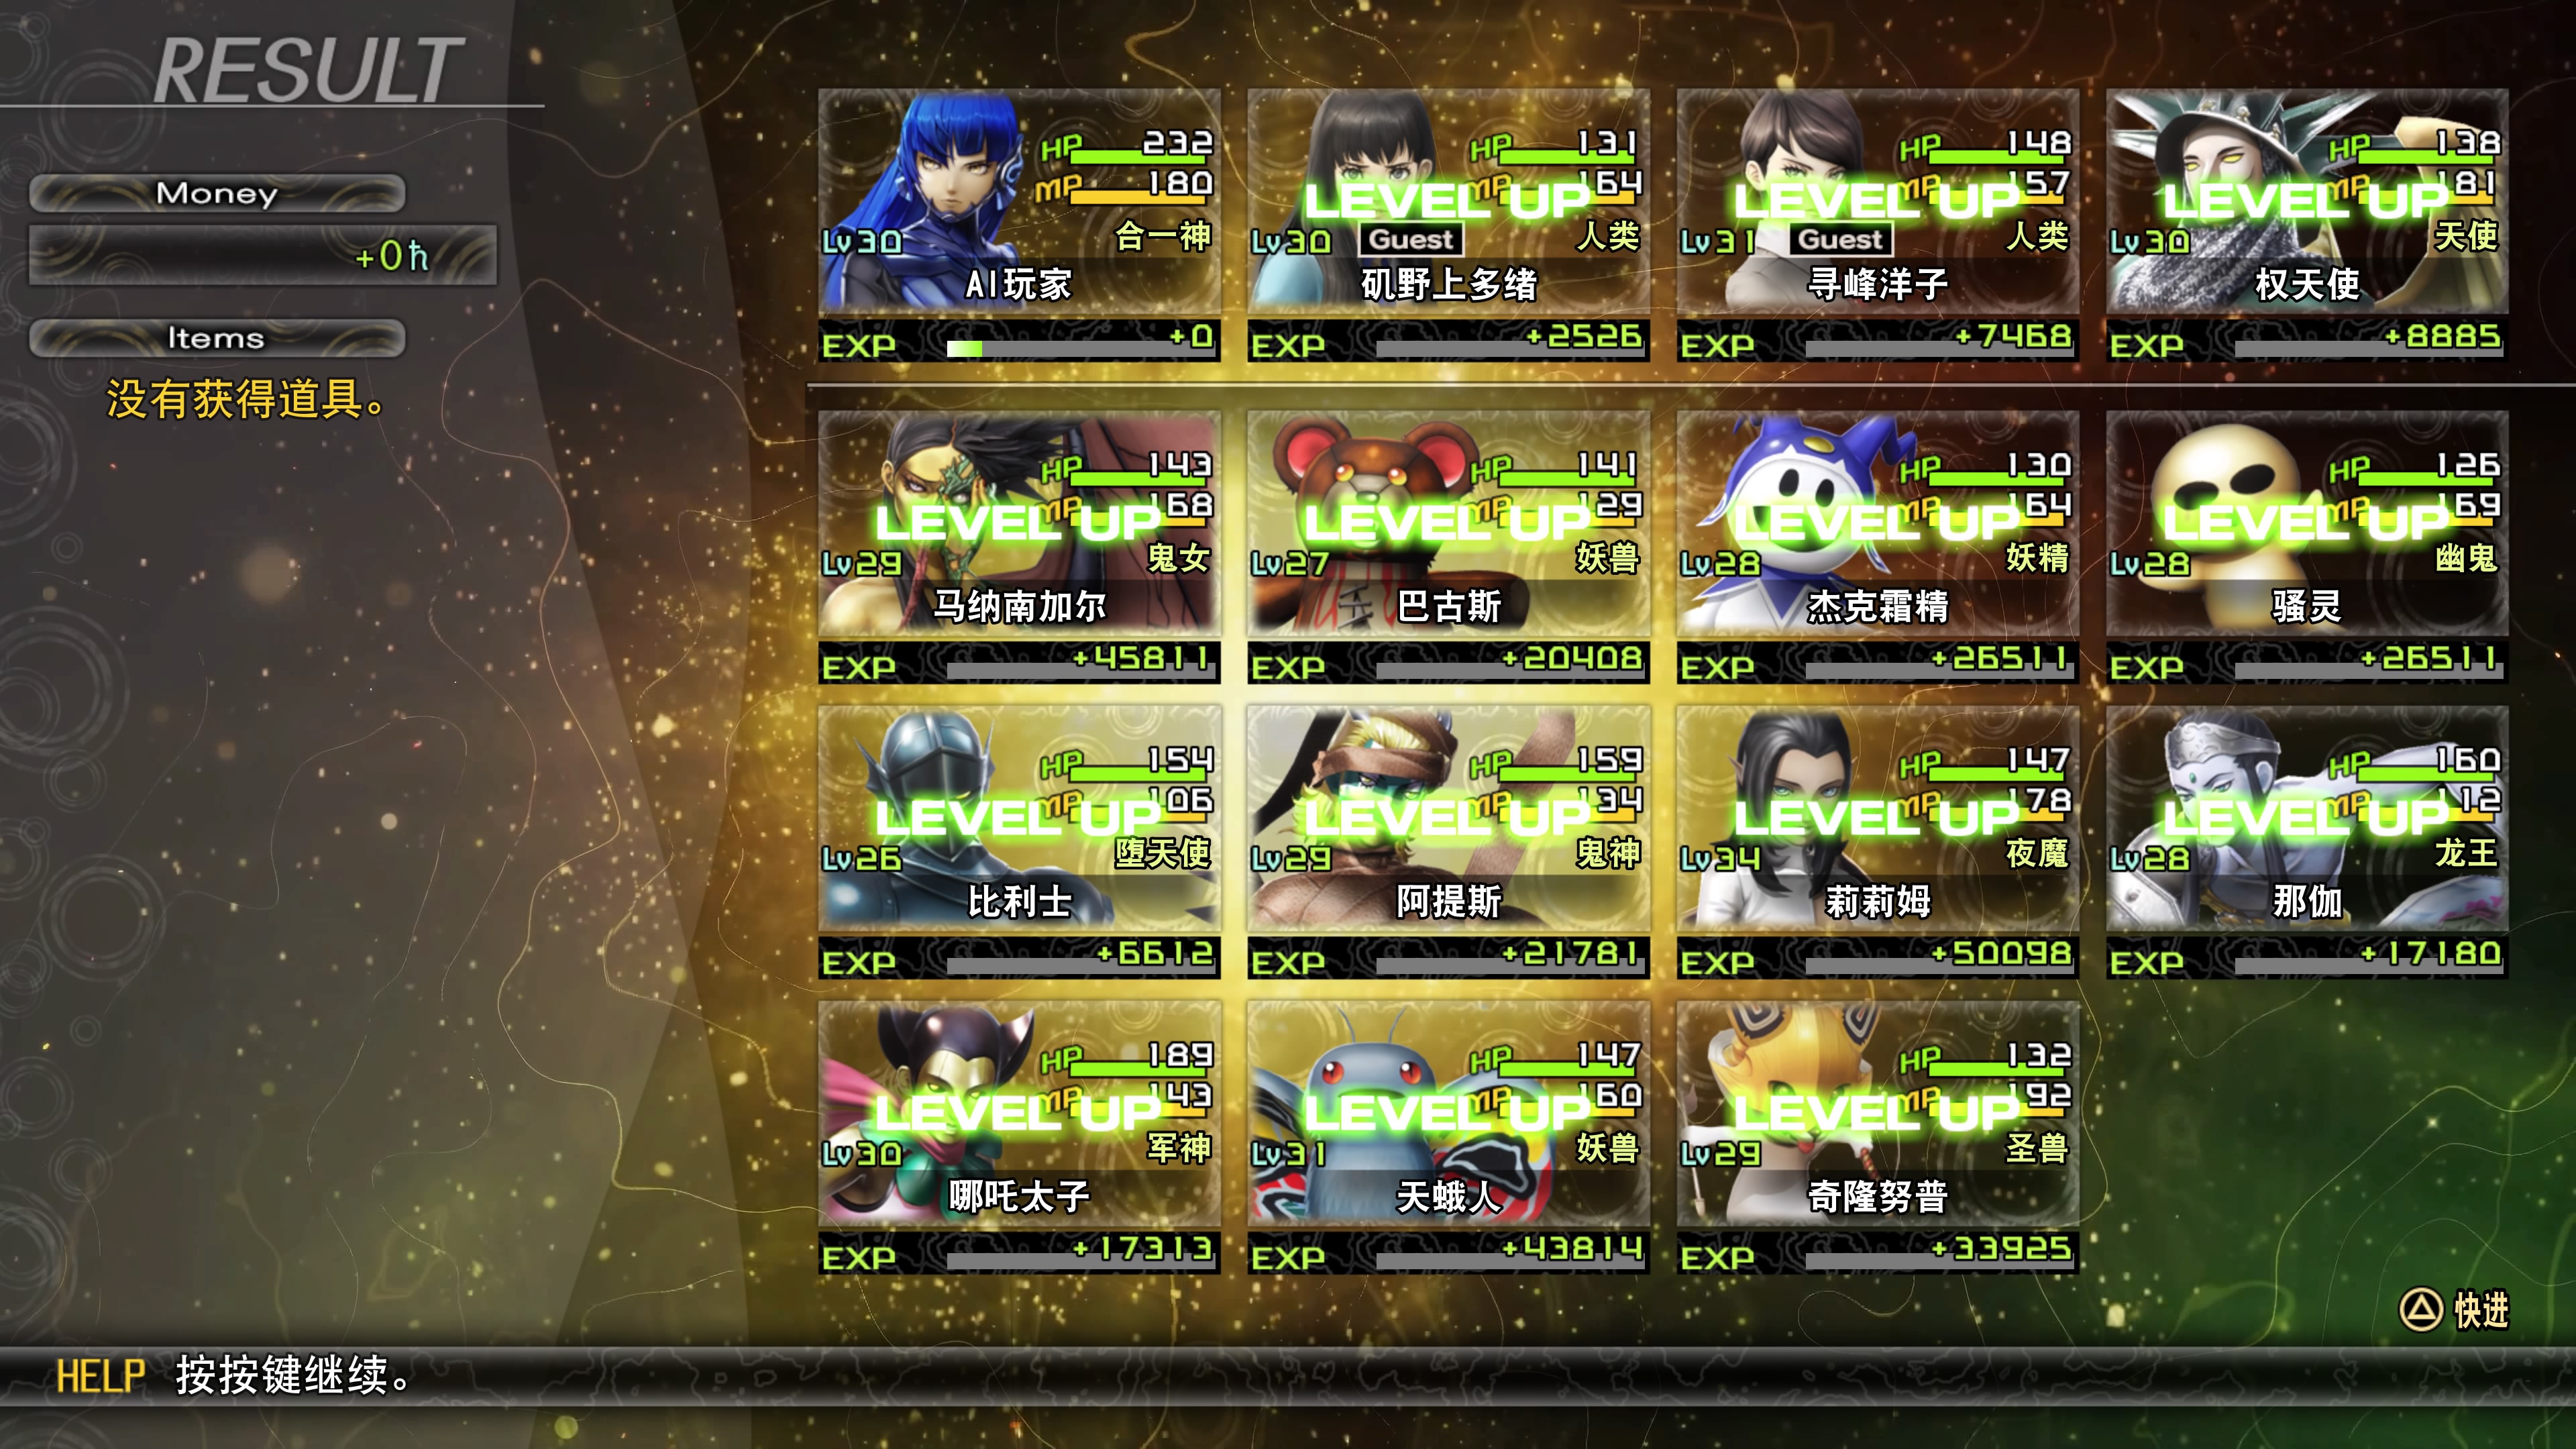 RESULT
Money
+0ћ
Items
没有获得道具。
HP 232
MP 180
Lv30 合一神
AI玩家
EXP +0
HP 131
MP 164
LEVEL UP
Lv30 Guest 人类
矶野上多绪
EXP +2526
HP 148
MP 157
LEVEL UP
Lv31 Guest 人类
寻峰洋子
EXP +7468
HP 138
MP 181
LEVEL UP
Lv30 天使
权天使
EXP +8885
HP 143
MP 168
LEVEL UP
Lv29 鬼女
马纳南加尔
EXP +45811
HP 141
MP 129
LEVEL UP
Lv27 妖兽
巴古斯
EXP +20408
HP 130
MP 164
LEVEL UP
Lv28 妖精
杰克霜精
EXP +26511
HP 126
MP 169
LEVEL UP
Lv28 幽鬼
骚灵
EXP +26511
HP 154
MP 106
LEVEL UP
Lv26 堕天使
比利士
EXP +6612
HP 159
MP 134
LEVEL UP
Lv29 鬼神
阿提斯
EXP +21781
HP 147
MP 178
LEVEL UP
Lv34 夜魔
莉莉姆
EXP +50098
HP 160
MP 112
LEVEL UP
Lv28 龙王
那伽
EXP +17180
HP 189
MP 143
LEVEL UP
Lv30 军神
哪吒太子
EXP +17313
HP 147
MP 160
LEVEL UP
Lv31 妖兽
天蛾人
EXP +43814
HP 132
MP 192
LEVEL UP
Lv29 圣兽
奇隆努普
EXP +33925
快进
HELP 按按键继续。